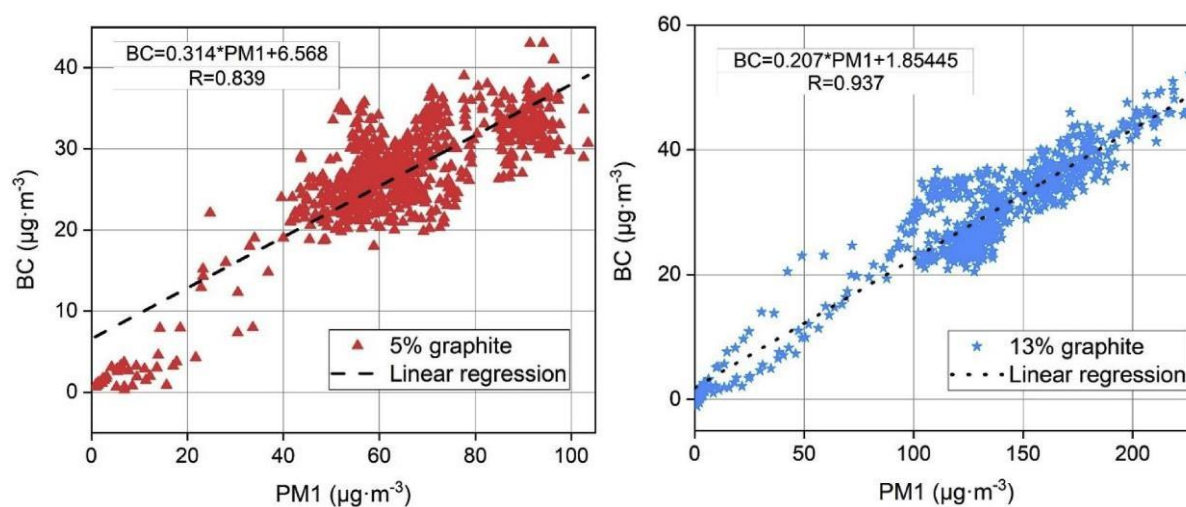 BC=0.314*PM1+6.568
R=0.839
40
30
20
10
0
BC (µg·m-3)
5% graphite
Linear regression
0 20 40 60 80 100
PM1 (µg·m-3)
BC=0.207*PM1+1.85445
R=0.937
60
40
20
0
BC (µg·m-3)
13% graphite
Linear regression
0 50 100 150 200
PM1 (µg·m-3)